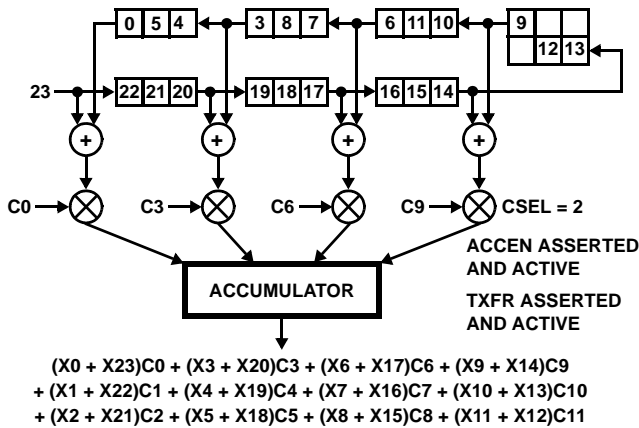 0 5 4 3 8 7 6 11 10 9
12 13
23 22 21 20 19 18 17 16 15 14
+ + + +
C0 C3 C6 C9 CSEL = 2
ACCEN ASSERTED
AND ACTIVE
ACCUMULATOR
TXFR ASSERTED
AND ACTIVE
(X0 + X23)C0 + (X3 + X20)C3 + (X6 + X17)C6 + (X9 + X14)C9
+ (X1 + X22)C1 + (X4 + X19)C4 + (X7 + X16)C7 + (X10 + X13)C10
+ (X2 + X21)C2 + (X5 + X18)C5 + (X8 + X15)C8 + (X11 + X12)C11